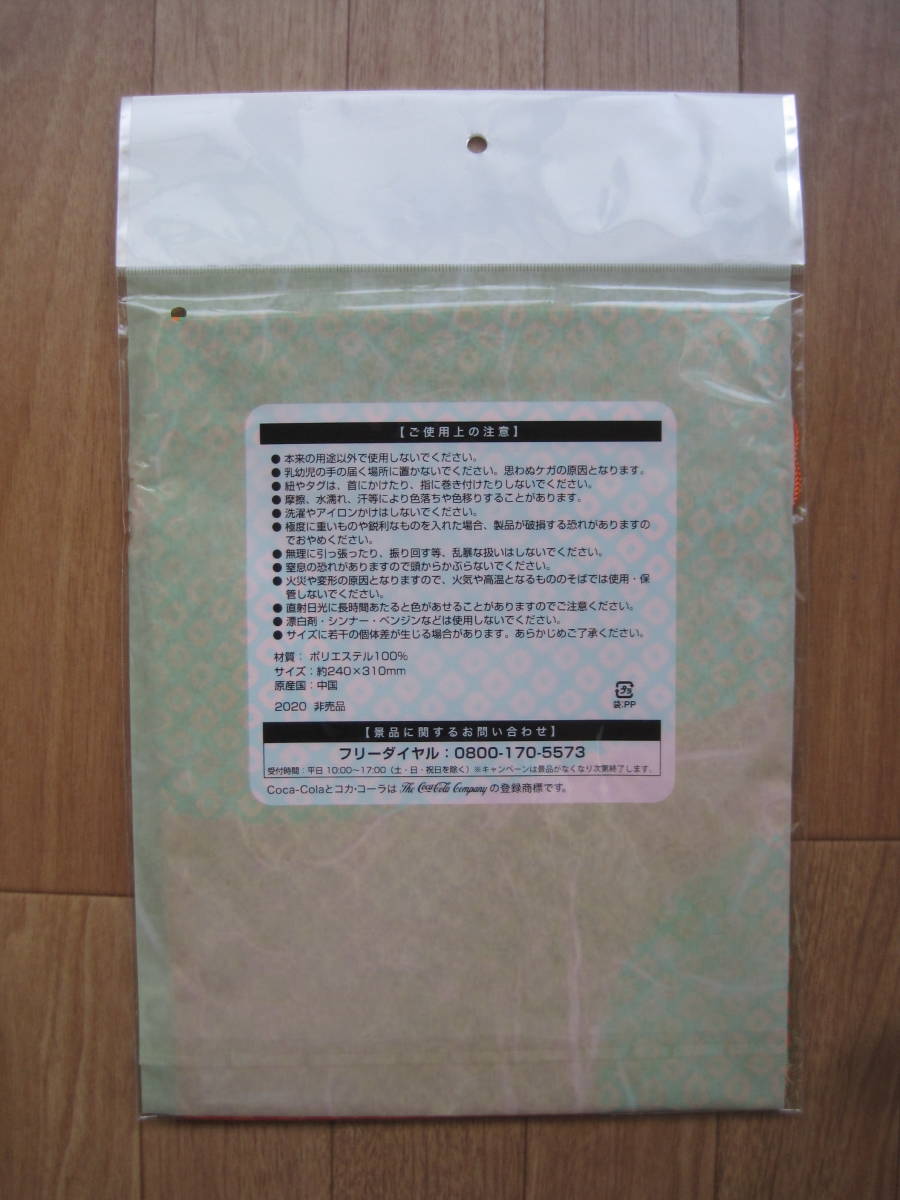 【ご使用上の注意】
●本来の用途以外で使用しないでください。
●乳幼児の手の届く場所に置かないでください。思わぬケガの原因となります。
●紐やタグは、首にかけたり、指に巻き付けたりしないでください。
●摩擦、水濡れ、汗等により色落ちや色移りすることがあります。
●洗濯やアイロンかけはしないでください。
●極度に重いものや鋭利なものを入れた場合、製品が破損する恐れがありますの
でおやめください。
●無理に引っ張ったり、振り回す等、乱暴な扱いはしないでください。
●窒息の恐れがありますので頭からかぶらないでください。
●火災や変形の原因となりますので、火気や高温となるもののそばでは使用・保
管しないでください。
●直射日光に長時間あたると色があせることがありますのでご注意ください。
●漂白剤・シンナー・ベンジンなどは使用しないでください。
●サイズに若干の個体差が生じる場合があります。あらかじめご了承ください。
材質：ポリエステル100%
サイズ：約240×310mm
原産国：中国
2020 非売品
プラ
袋:PP
【景品に関するお問い合わせ】
フリーダイヤル：0800-170-5573
受付時間：平日 10:00～17:00（土・日・祝日を除く）※キャンペーンは景品がなくなり次第終了します。
Coca-Colaとコカ・コーラは The Coca-Cola Company の登録商標です。